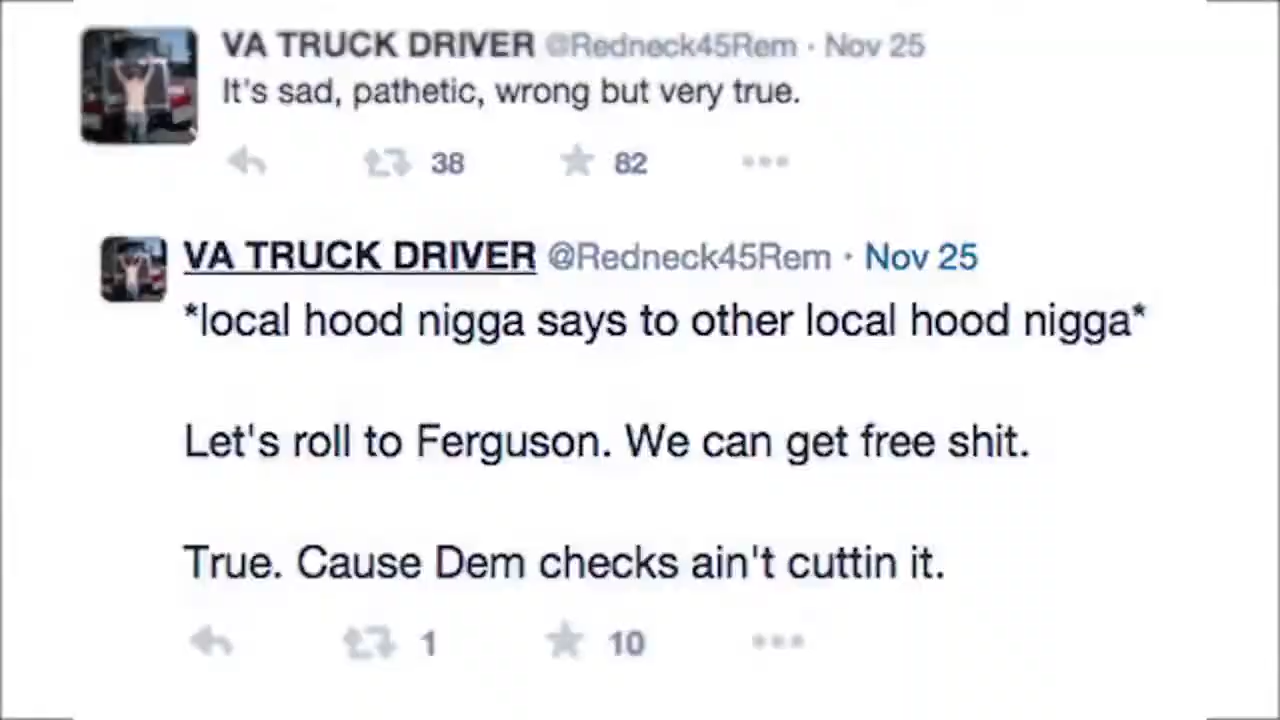 VA TRUCK DRIVER @Redneck45Rem · Nov 25
It's sad, pathetic, wrong but very true.
38 82
VA TRUCK DRIVER @Redneck45Rem · Nov 25
*local hood nigga says to other local hood nigga*
Let's roll to Ferguson. We can get free shit.
True. Cause Dem checks ain't cuttin it.
1 10